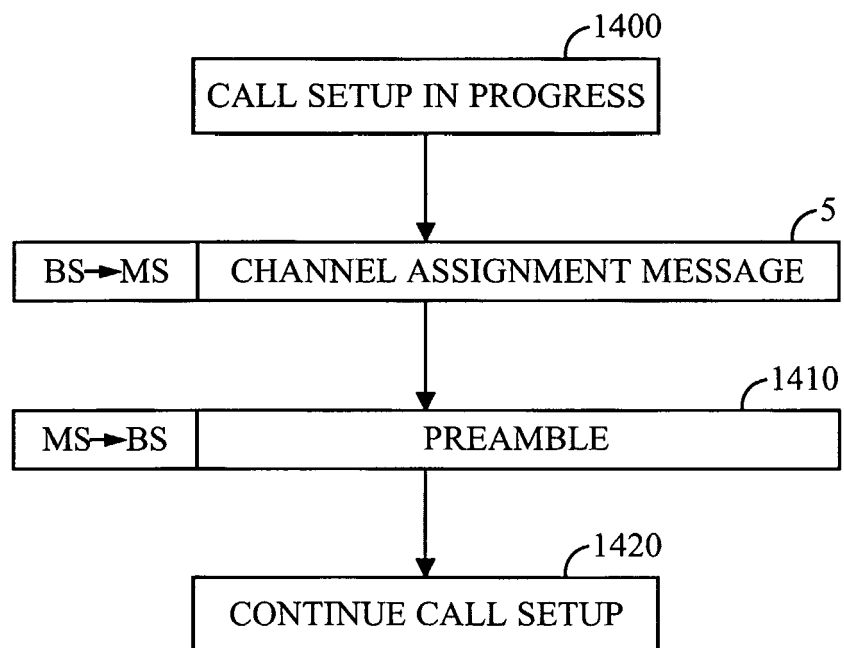 1400
CALL SETUP IN PROGRESS
5
BS→MS CHANNEL ASSIGNMENT MESSAGE
1410
MS→BS PREAMBLE
1420
CONTINUE CALL SETUP